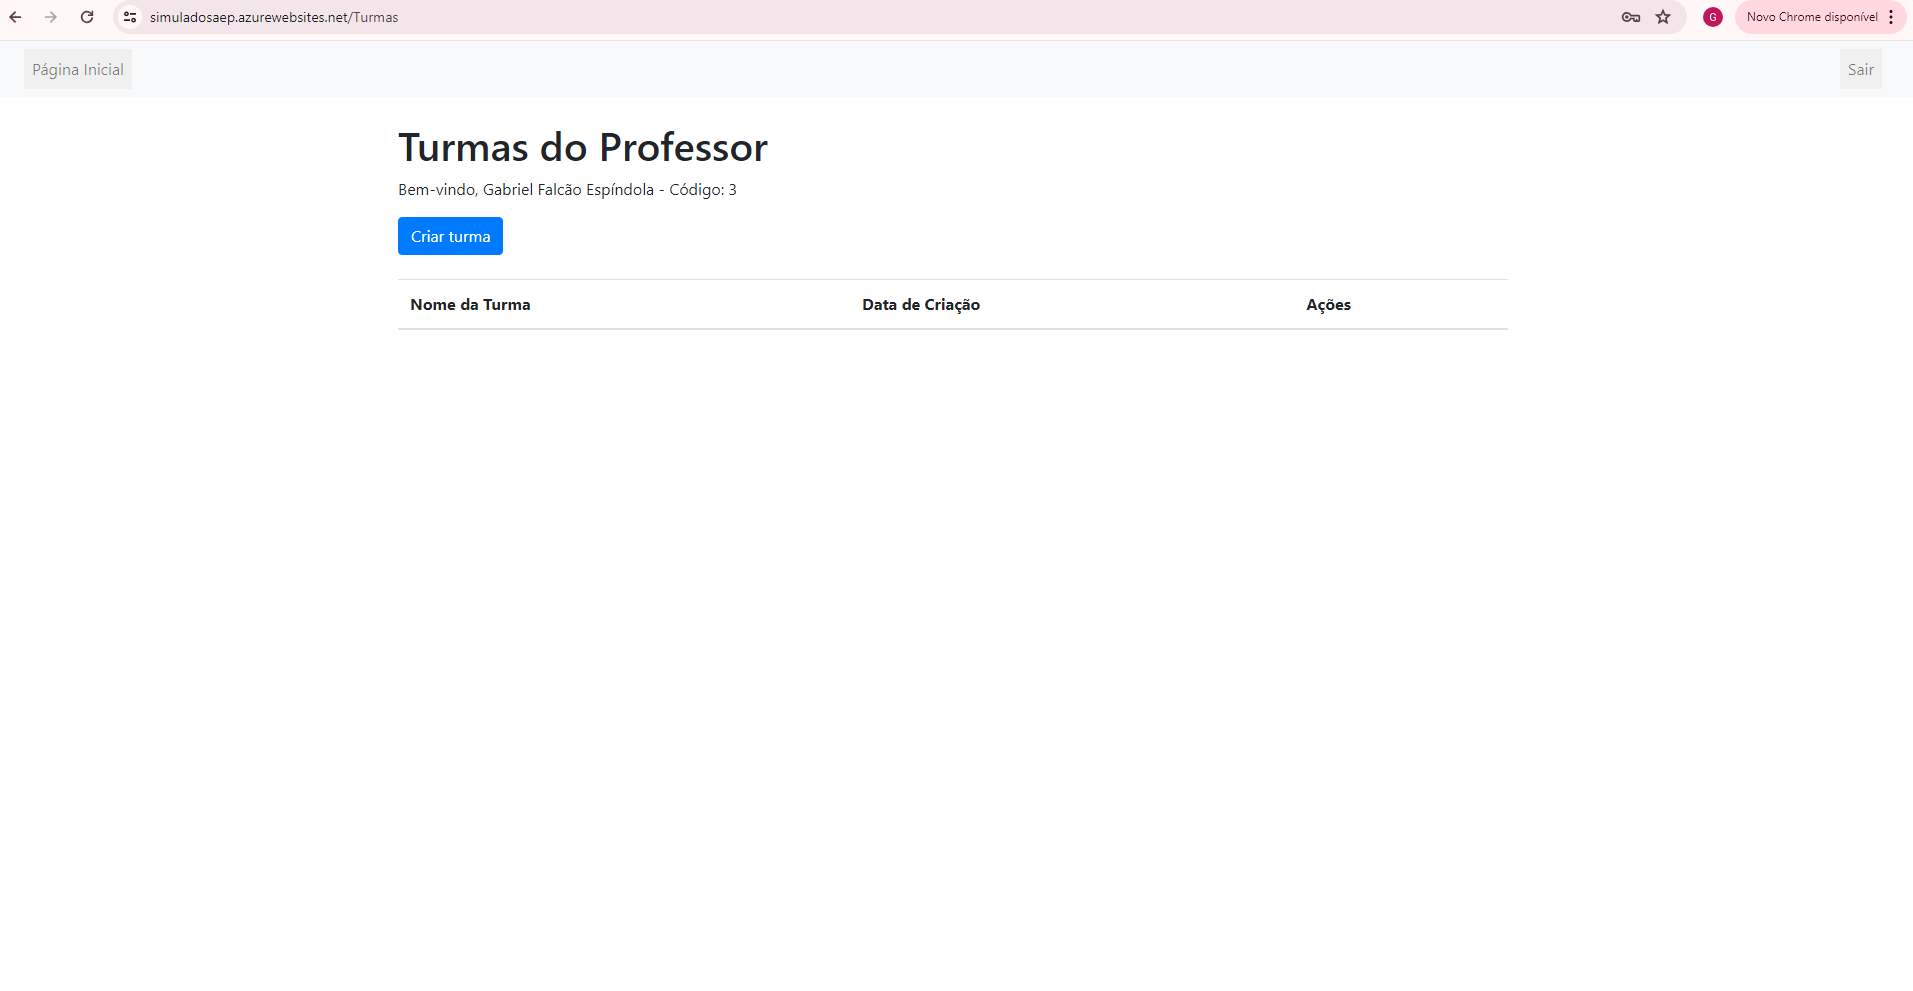 simuladosaep.azurewebsites.net/Turmas
G
Novo Chrome disponível
Página Inicial
Sair
Turmas do Professor
Bem-vindo, Gabriel Falcão Espíndola - Código: 3
Criar turma
Nome da Turma
Data de Criação
Ações